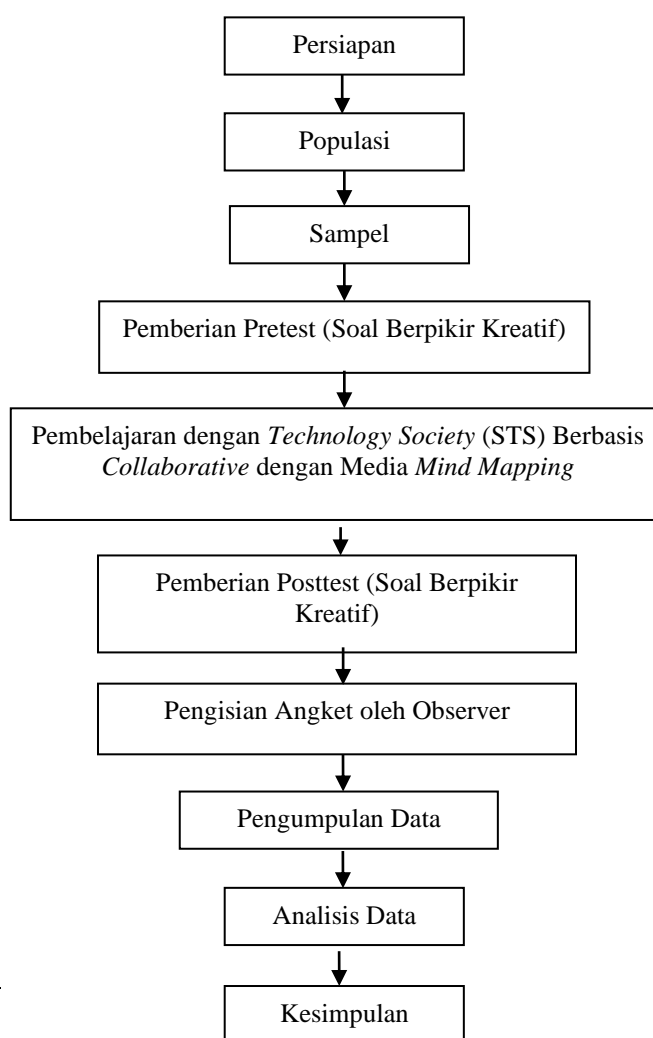 Persiapan
Populasi
Sampel
Pemberian Pretest (Soal Berpikir Kreatif)
Pembelajaran dengan Technology Society (STS) Berbasis
Collaborative dengan Media Mind Mapping
Pemberian Posttest (Soal Berpikir
Kreatif)
Pengisian Angket oleh Observer
Pengumpulan Data
Analisis Data
Kesimpulan